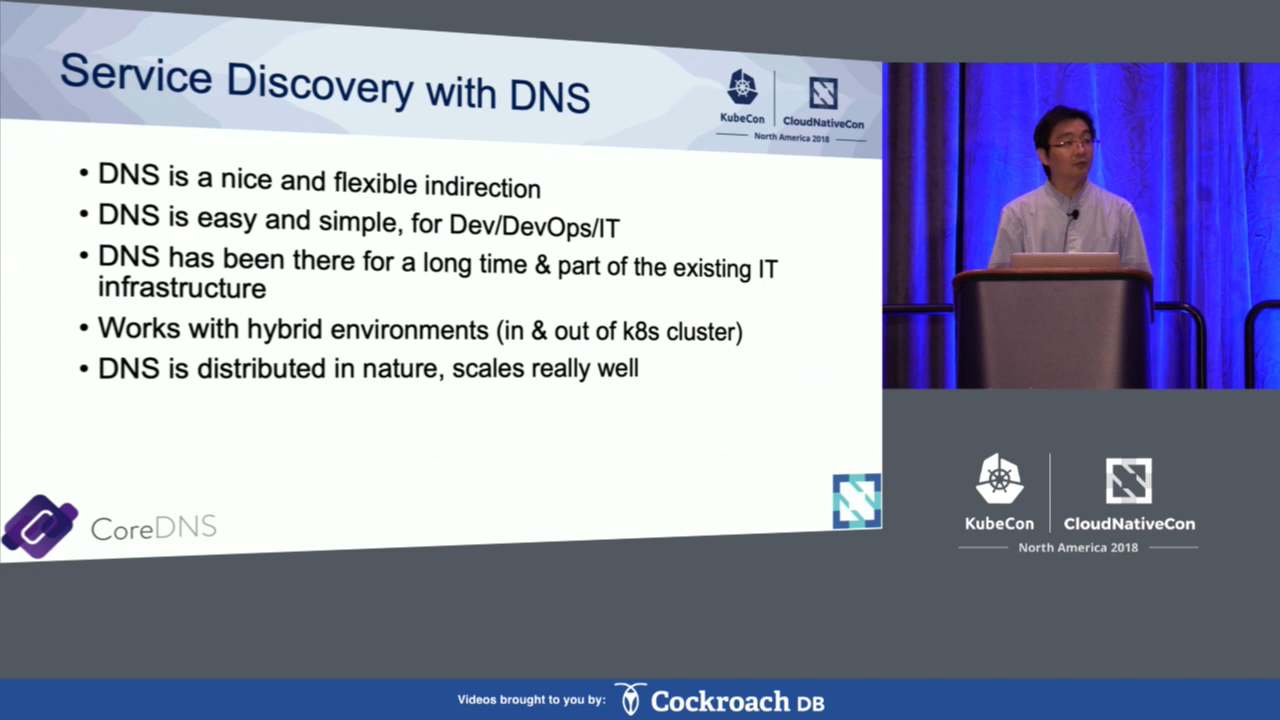 Service Discovery with DNS
KubeCon
CloudNativeCon
North America 2018
• DNS is a nice and flexible indirection
• DNS is easy and simple, for Dev/DevOps/IT
• DNS has been there for a long time & part of the existing IT
infrastructure
• Works with hybrid environments (in & out of k8s cluster)
• DNS is distributed in nature, scales really well
CoreDNS
KubeCon
CloudNativeCon
North America 2018
Videos brought to you by: Cockroach DB